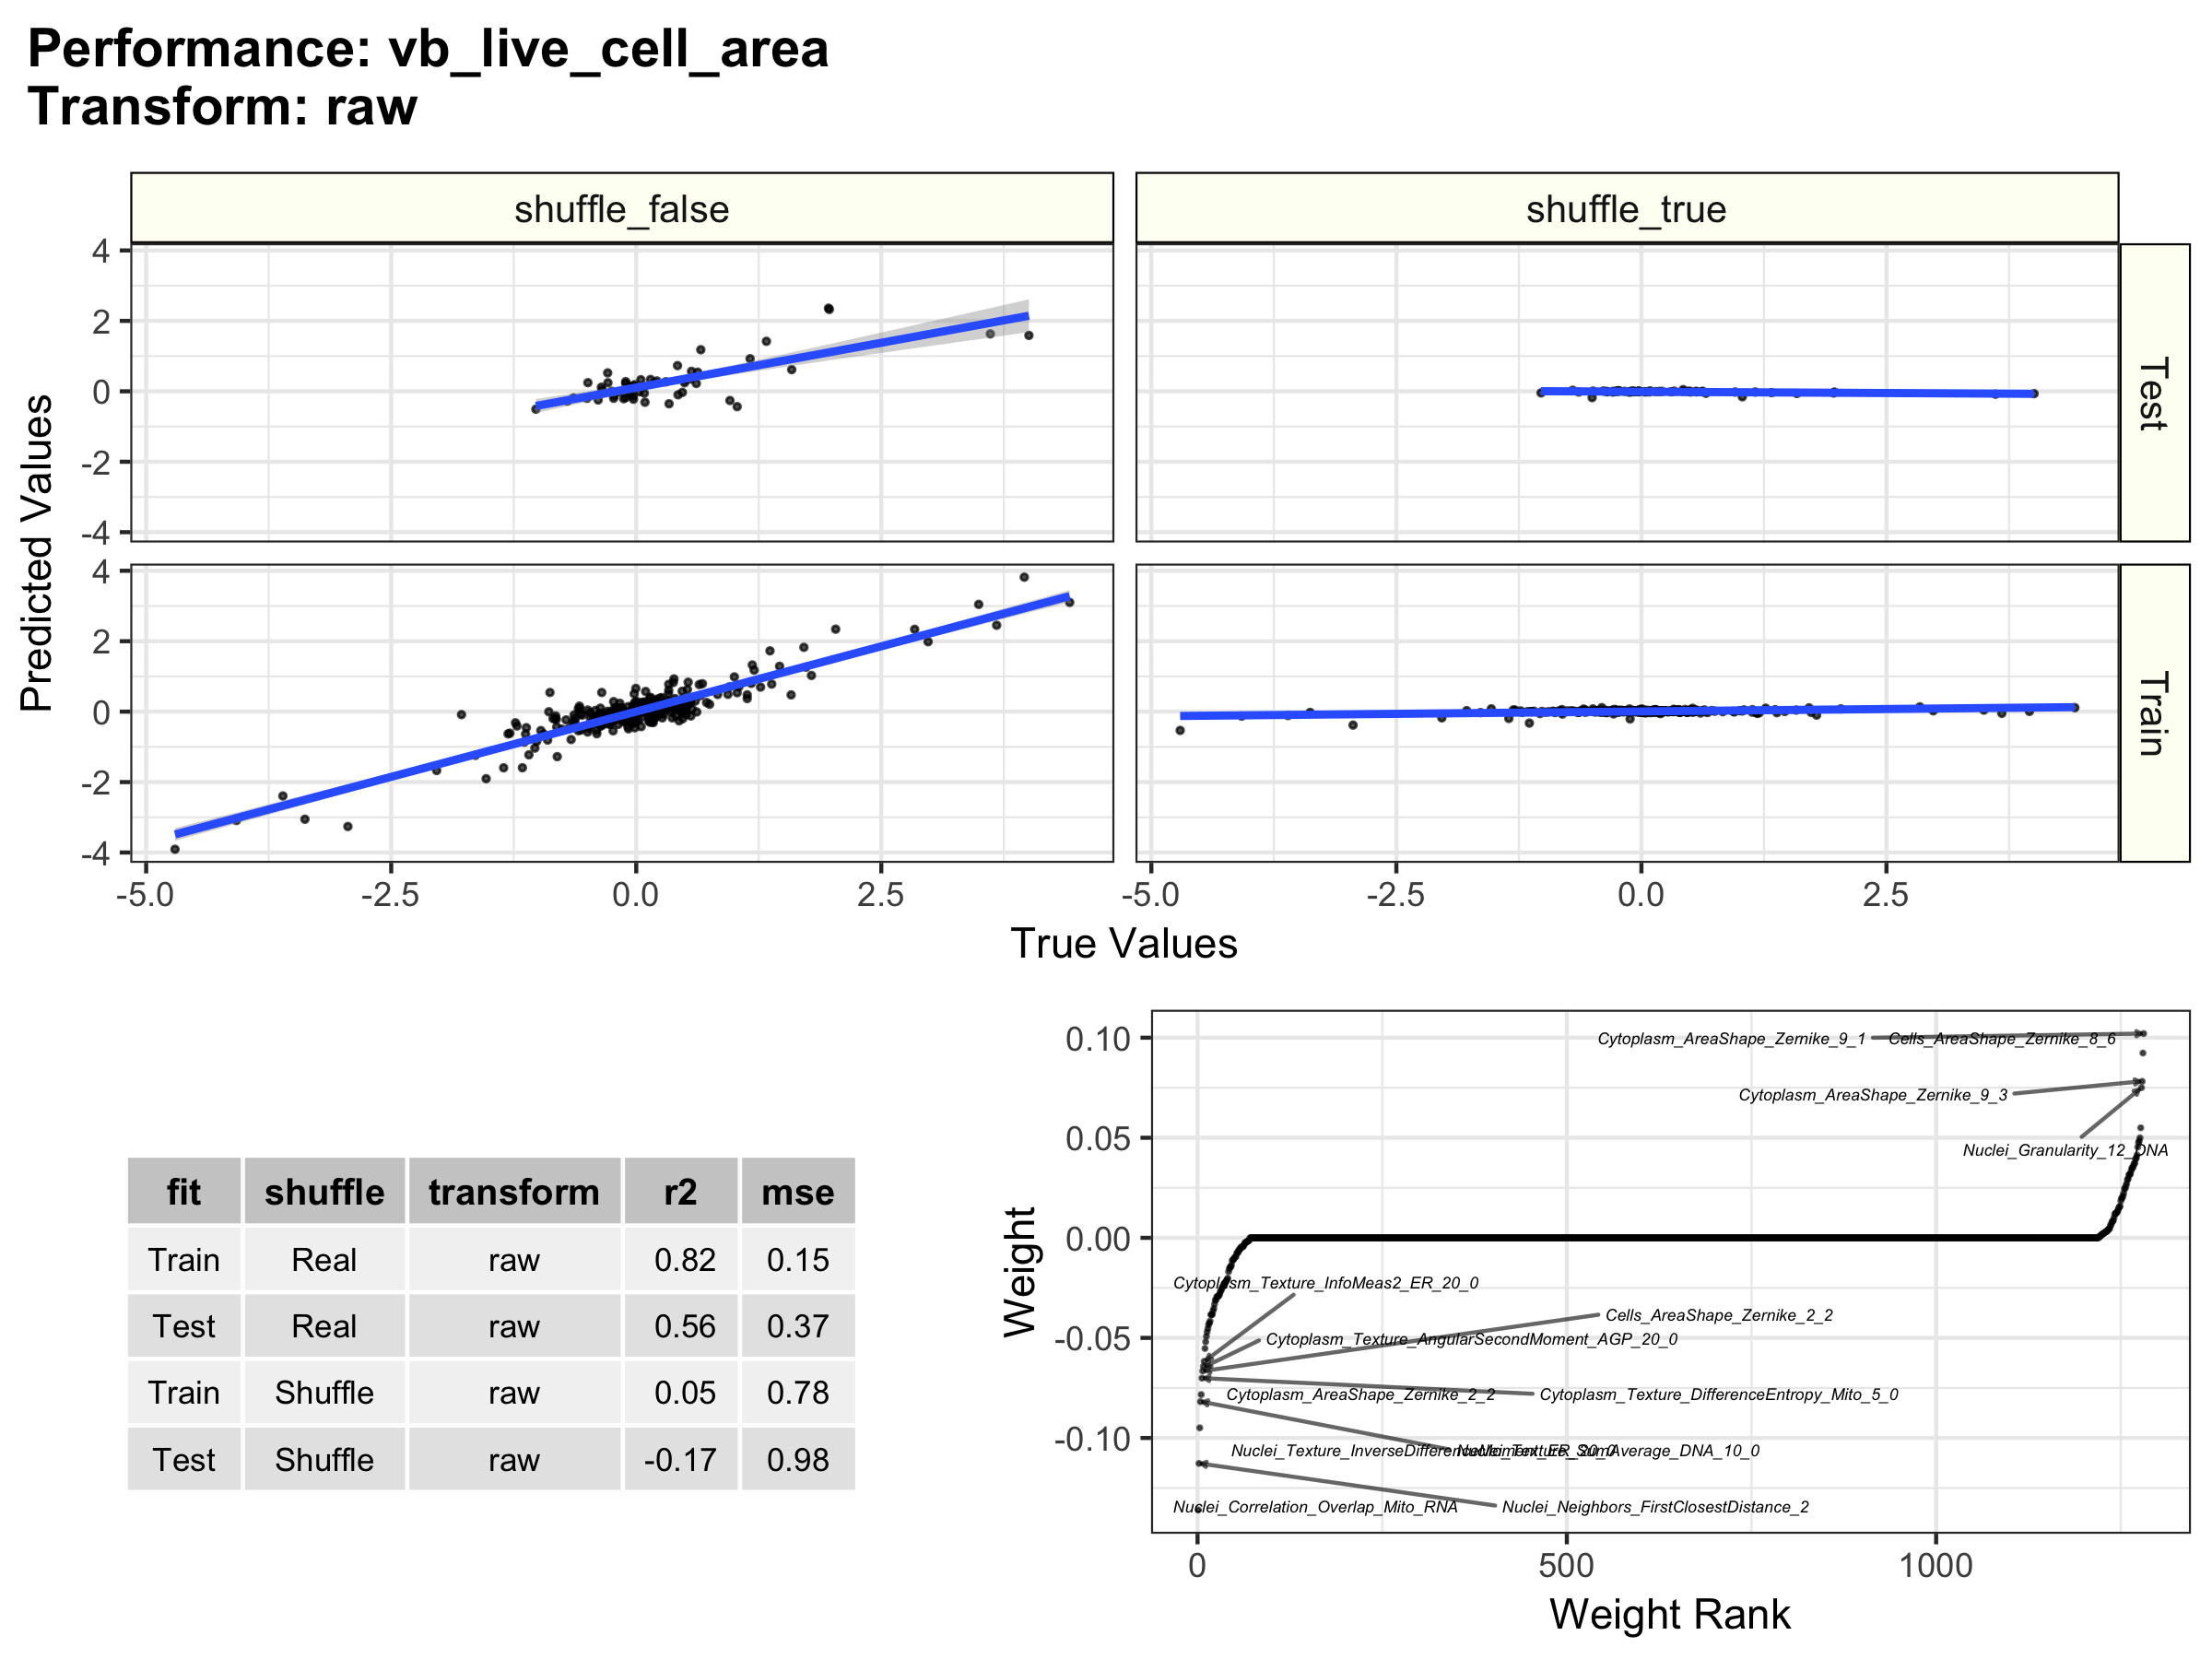 Performance: vb_live_cell_area
Transform: raw
shuffle_false
shuffle_true
4
2
0
-2
-4
Test
4
2
0
-2
-4
Train
Predicted Values
-5.0
-2.5
0.0
2.5
-5.0
-2.5
0.0
2.5
True Values
fit shuffle transform r2 mse
Train Real raw 0.82 0.15
Test Real raw 0.56 0.37
Train Shuffle raw 0.05 0.78
Test Shuffle raw -0.17 0.98
Weight
0.10
0.05
0.00
-0.05
-0.10
Cytoplasm_AreaShape_Zernike_9_1
Cells_AreaShape_Zernike_8_6
Cytoplasm_AreaShape_Zernike_9_3
Nuclei_Granularity_12_DNA
Cytoplasm_Texture_InfoMeas2_ER_20_0
Cells_AreaShape_Zernike_2_2
Cytoplasm_Texture_AngularSecondMoment_AGP_20_0
Cytoplasm_AreaShape_Zernike_2_2
Cytoplasm_Texture_DifferenceEntropy_Mito_5_0
Nuclei_Texture_InverseDifferenceMoment_ER_20_0
Nuclei_Texture_SumAverage_DNA_10_0
Nuclei_Correlation_Overlap_Mito_RNA
Nuclei_Neighbors_FirstClosestDistance_2
0
500
1000
Weight Rank